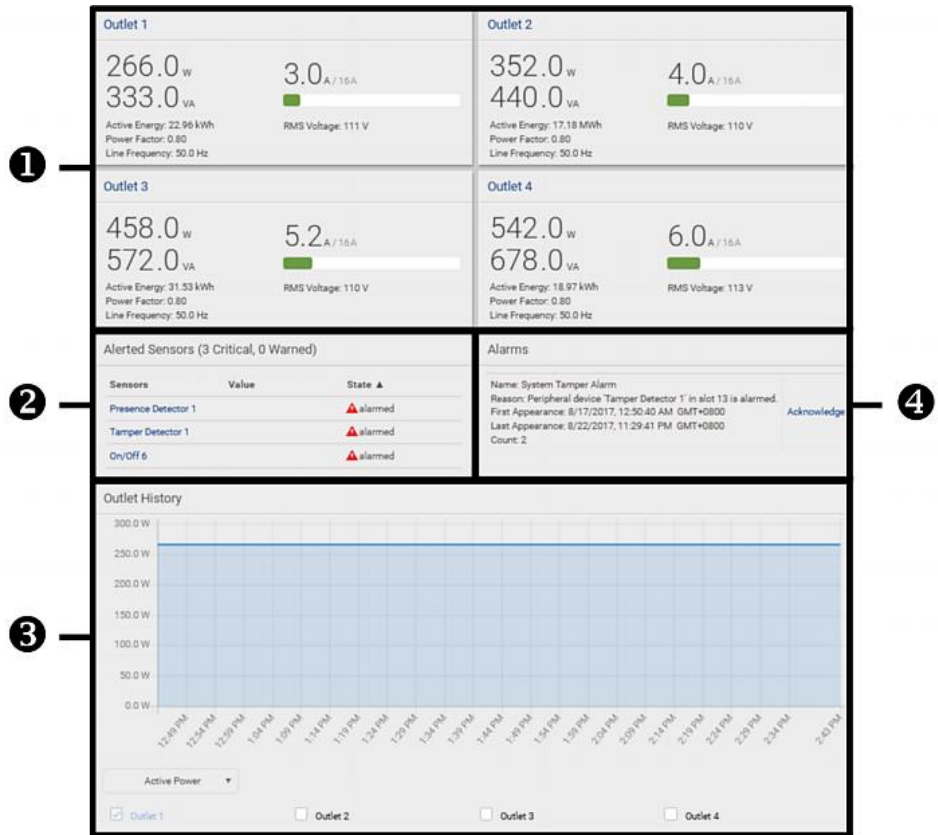 Outlet 1
266.0 W
333.0 VA
3.0 A / 16A
Active Energy: 22.96 kWh
Power Factor: 0.80
Line Frequency: 50.0 Hz
RMS Voltage: 111 V
Outlet 2
352.0 W
440.0 VA
4.0 A / 16A
Active Energy: 17.18 MWh
Power Factor: 0.80
Line Frequency: 50.0 Hz
RMS Voltage: 110 V
1
Outlet 3
458.0 W
572.0 VA
5.2 A / 16A
Active Energy: 31.53 kWh
Power Factor: 0.80
Line Frequency: 50.0 Hz
RMS Voltage: 110 V
Outlet 4
542.0 W
678.0 VA
6.0 A / 16A
Active Energy: 18.97 kWh
Power Factor: 0.80
Line Frequency: 50.0 Hz
RMS Voltage: 113 V
2
Alerted Sensors (3 Critical, 0 Warned)
Sensors Value State ▲
Presence Detector 1 alarmed
Tamper Detector 1 alarmed
On/Off 6 alarmed
Alarms
Name: System Tamper Alarm
Reason: Peripheral device 'Tamper Detector 1' in slot 13 is alarmed.
First Appearance: 8/17/2017, 12:50:40 AM GMT+0800
Last Appearance: 8/22/2017, 11:29:41 PM GMT+0800
Count: 2
Acknowledge
4
3
Outlet History
300.0 W
250.0 W
200.0 W
150.0 W
100.0 W
50.0 W
0.0 W
12:49 PM
12:54 PM
12:59 PM
1:04 PM
1:09 PM
1:14 PM
1:19 PM
1:24 PM
1:29 PM
1:34 PM
1:39 PM
1:44 PM
1:49 PM
1:54 PM
1:59 PM
2:04 PM
2:09 PM
2:14 PM
2:19 PM
2:24 PM
2:29 PM
2:34 PM
2:43 PM
Active Power ▼
Outlet 1 Outlet 2 Outlet 3 Outlet 4